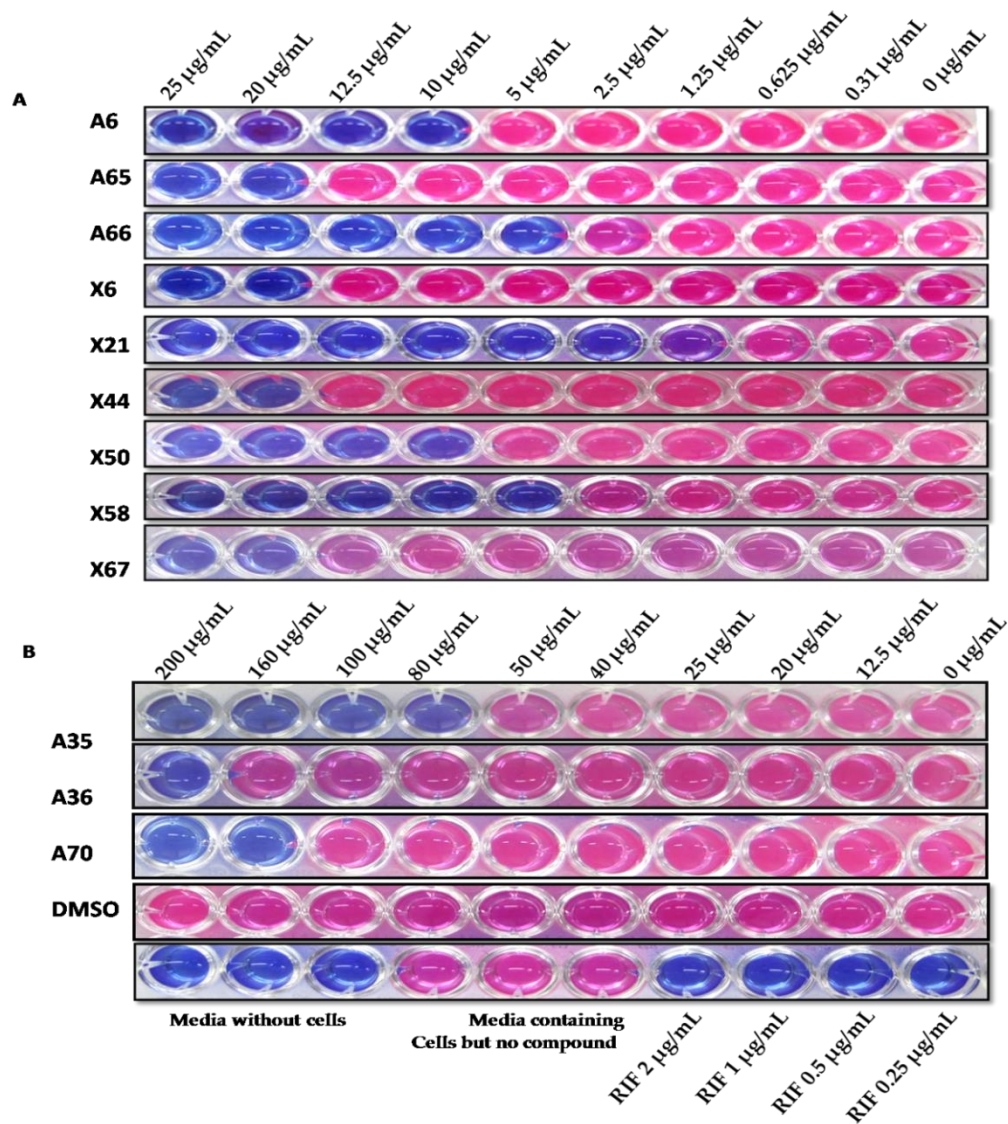 25 µg/mL
20 µg/mL
12.5 µg/mL
10 µg/mL
5 µg/mL
2.5 µg/mL
1.25 µg/mL
0.625 µg/mL
0.31 µg/mL
0 µg/mL
A
A6
A65
A66
X6
X21
X44
X50
X58
X67
200 µg/mL
160 µg/mL
100 µg/mL
80 µg/mL
50 µg/mL
40 µg/mL
25 µg/mL
20 µg/mL
12.5 µg/mL
0 µg/mL
B
A35
A36
A70
DMSO
Media without cells
Media containing
Cells but no compound
RIF 2 µg/mL
RIF 1 µg/mL
RIF 0.5 µg/mL
RIF 0.25 µg/mL